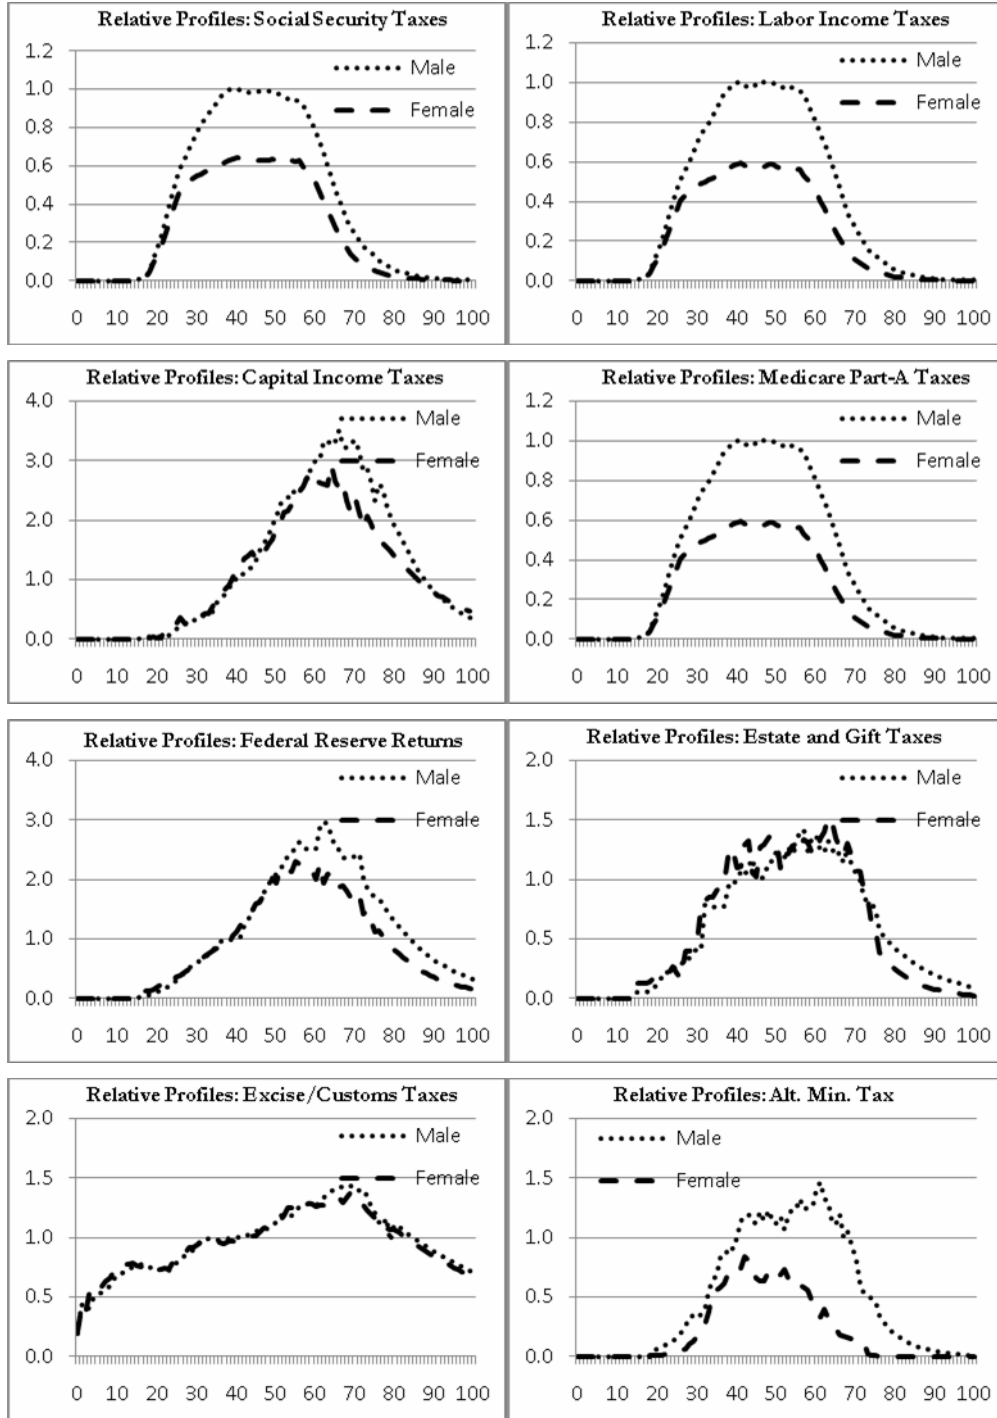 Relative Profiles: Social Security Taxes
1.2
1.0
0.8
0.6
0.4
0.2
0.0
Male
Female
0 10 20 30 40 50 60 70 80 90 100
Relative Profiles: Labor Income Taxes
1.2
1.0
0.8
0.6
0.4
0.2
0.0
Male
Female
0 10 20 30 40 50 60 70 80 90 100
Relative Profiles: Capital Income Taxes
4.0
3.0
2.0
1.0
0.0
Male
Female
0 10 20 30 40 50 60 70 80 90 100
Relative Profiles: Medicare Part-A Taxes
1.2
1.0
0.8
0.6
0.4
0.2
0.0
Male
Female
0 10 20 30 40 50 60 70 80 90 100
Relative Profiles: Federal Reserve Returns
4.0
3.0
2.0
1.0
0.0
Male
Female
0 10 20 30 40 50 60 70 80 90 100
Relative Profiles: Estate and Gift Taxes
2.0
1.5
1.0
0.5
0.0
Male
Female
0 10 20 30 40 50 60 70 80 90 100
Relative Profiles: Excise/Customs Taxes
2.0
1.5
1.0
0.5
0.0
Male
Female
0 10 20 30 40 50 60 70 80 90 100
Relative Profiles: Alt. Min. Tax
2.0
1.5
1.0
0.5
0.0
Male
Female
0 10 20 30 40 50 60 70 80 90 100